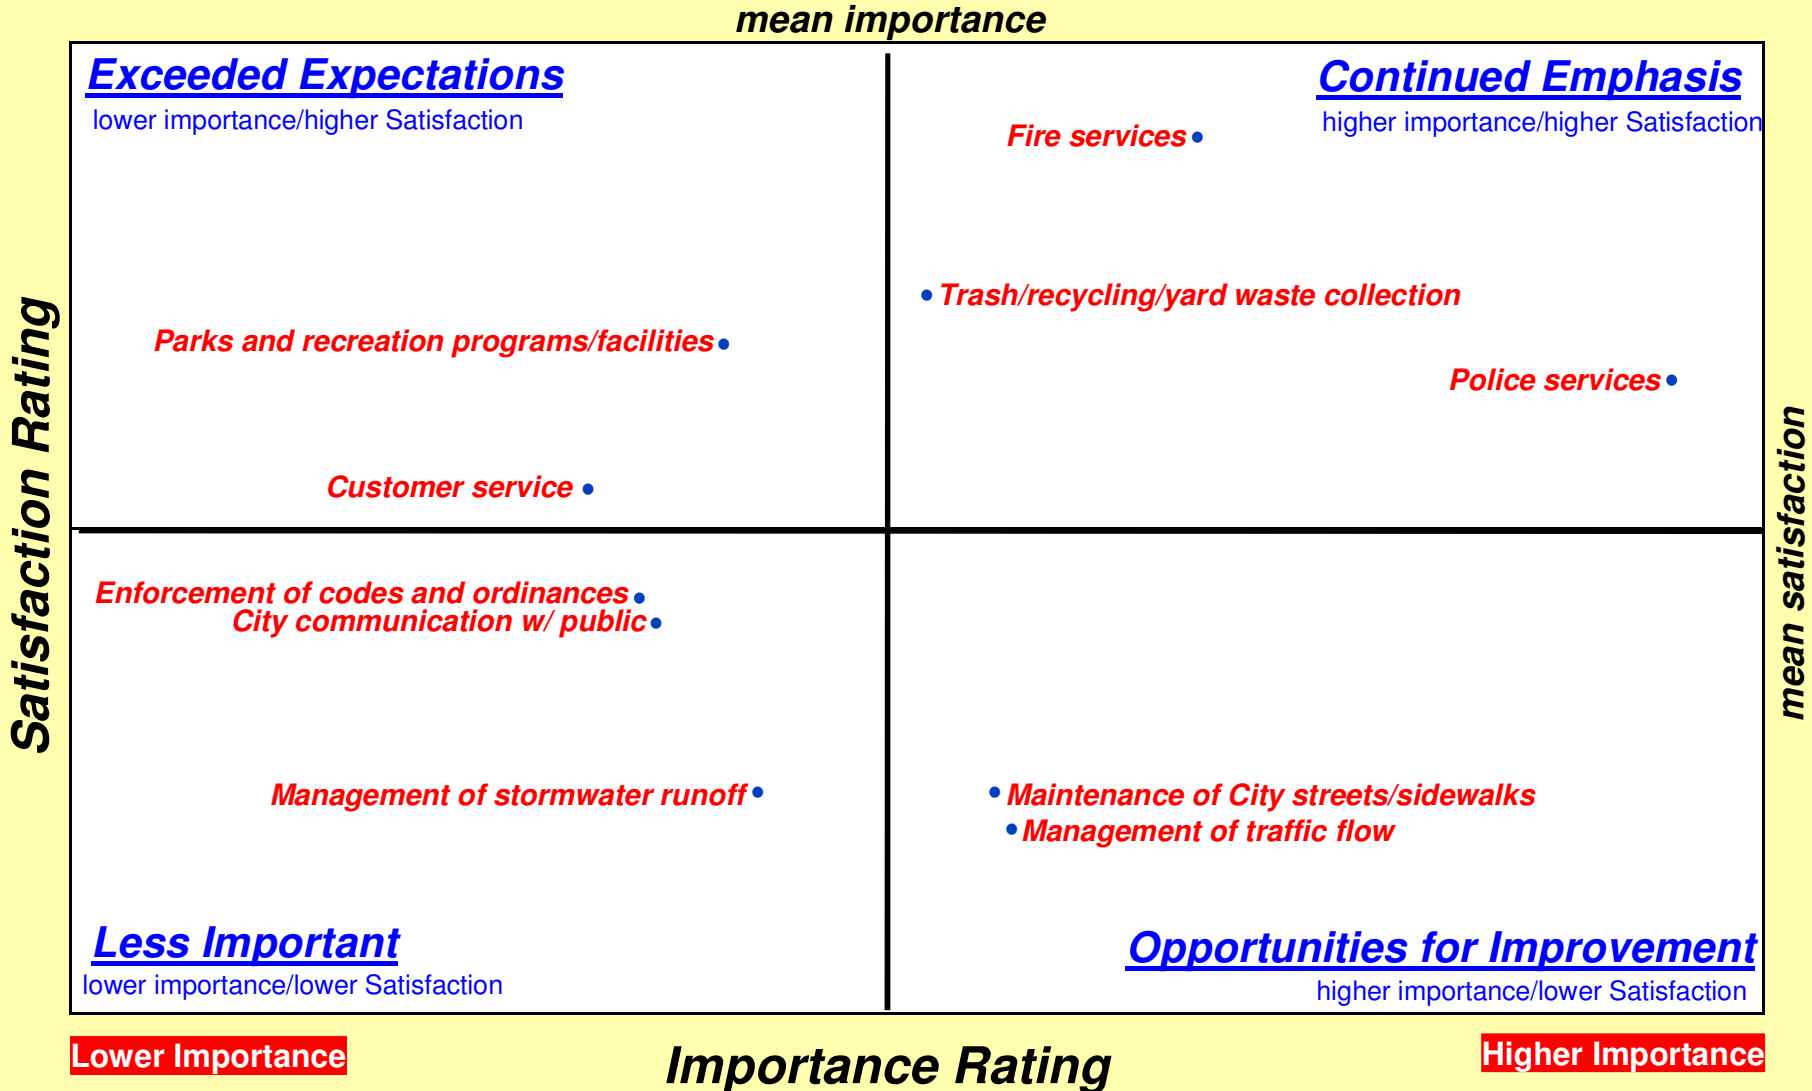 mean importance
Exceeded Expectations
lower importance/higher Satisfaction
Continued Emphasis
higher importance/higher Satisfaction
Fire services
Trash/recycling/yard waste collection
Parks and recreation programs/facilities
Police services
Customer service
Satisfaction Rating
mean satisfaction
Enforcement of codes and ordinances
City communication w/ public
Management of stormwater runoff
Maintenance of City streets/sidewalks
Management of traffic flow
Less Important
lower importance/lower Satisfaction
Opportunities for Improvement
higher importance/lower Satisfaction
Lower Importance
Importance Rating
Higher Importance